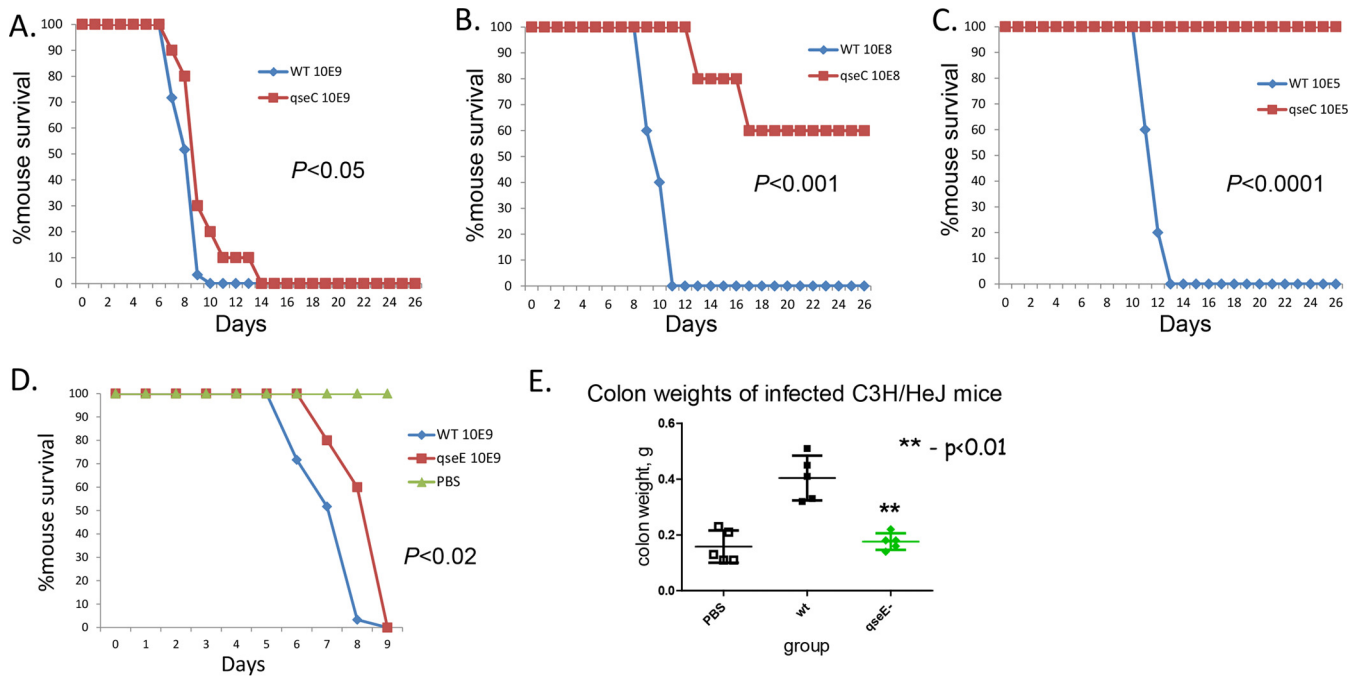 A.
100
90
80
70
60
50
40
30
20
10
0
%mouse survival
WT 10E9
qseC 10E9
P<0.05
0 2 4 6 8 10 12 14 16 18 20 22 24 26
Days
B.
100
90
80
70
60
50
40
30
20
10
0
%mouse survival
WT 10E8
qseC 10E8
P<0.001
0 2 4 6 8 10 12 14 16 18 20 22 24 26
Days
C.
100
90
80
70
60
50
40
30
20
10
0
%mouse survival
WT 10E5
qseC 10E5
P<0.0001
0 2 4 6 8 10 12 14 16 18 20 22 24 26
Days
D.
100
90
80
70
60
50
40
30
20
10
0
%mouse survival
WT 10E9
qseE 10E9
PBS
P<0.02
0 1 2 3 4 5 6 7 8 9
Days
E.
Colon weights of infected C3H/HeJ mice
0.6
0.4
0.2
0.0
colon weight, g
** - p<0.01
**
PBS wt qseE-
group